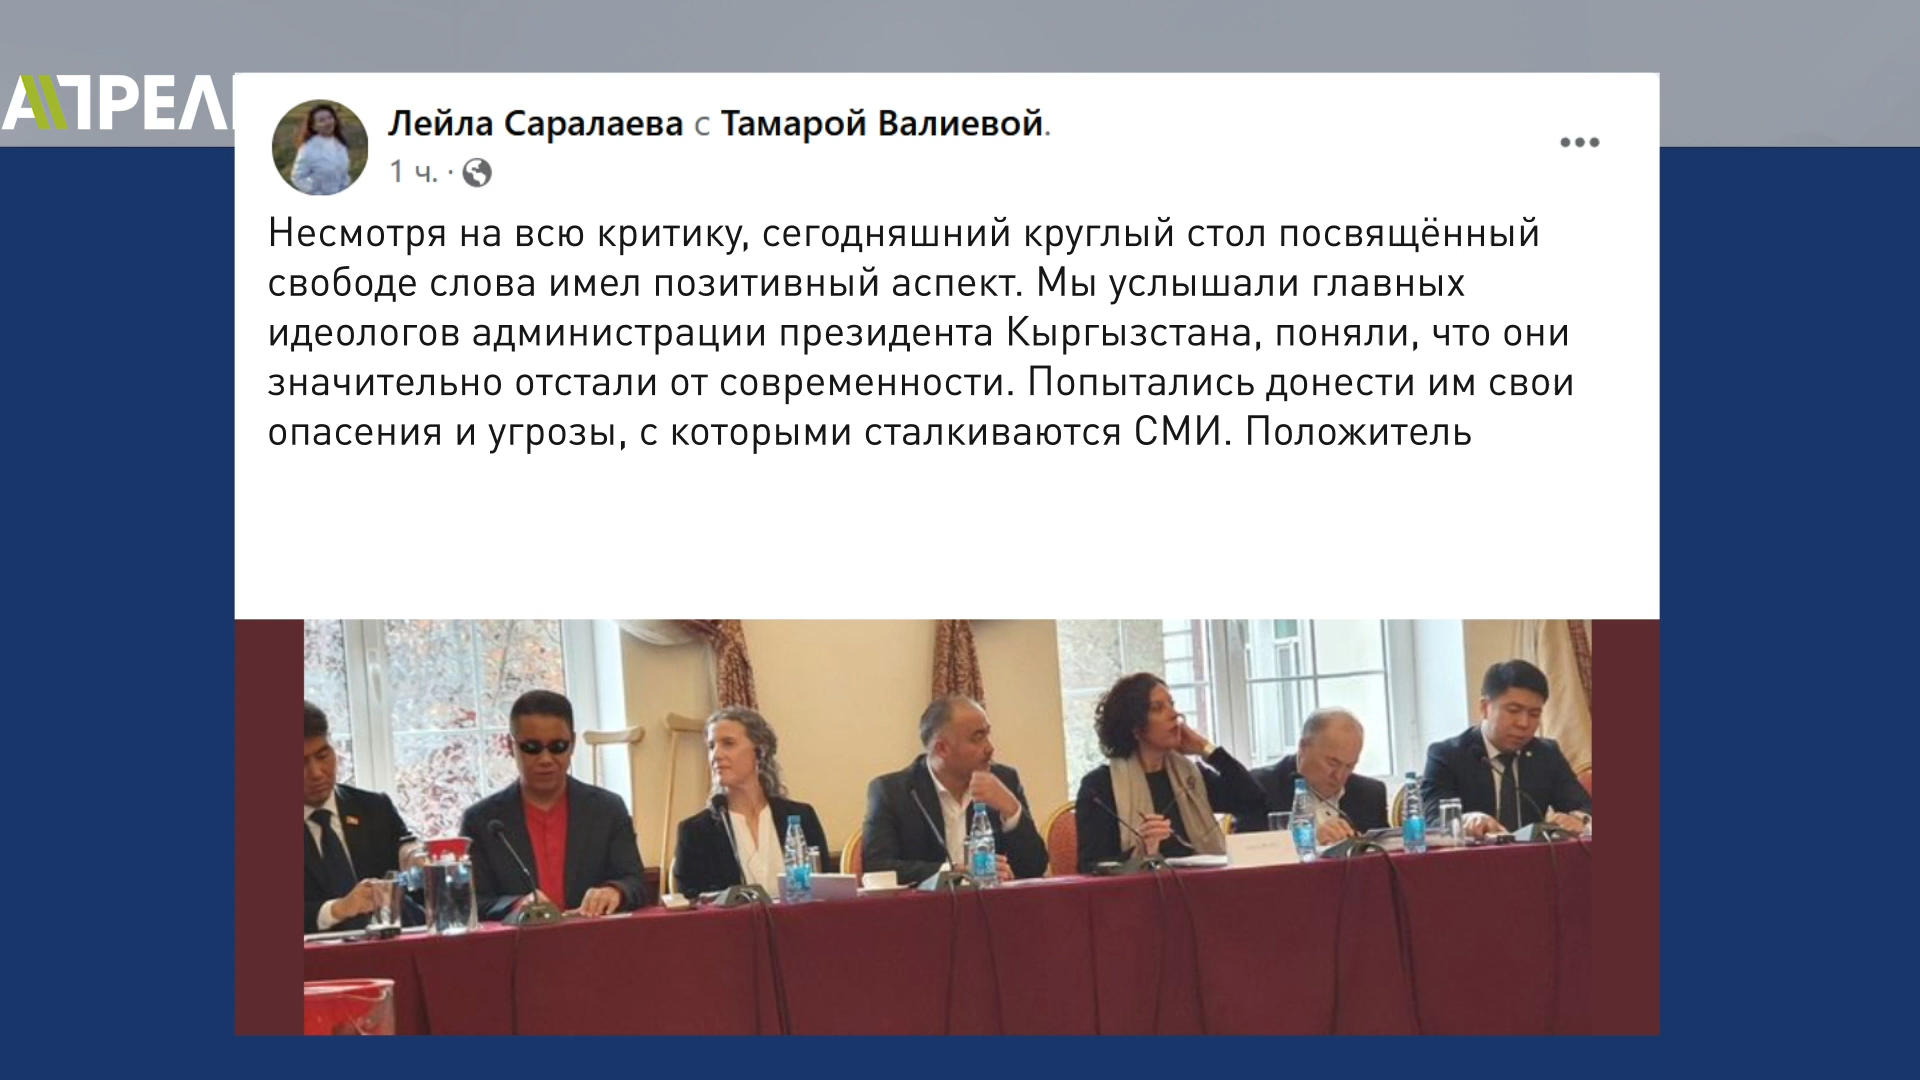 АПРЕЛ
Лейла Саралаева с Тамарой Валиевой.
1 ч. ·
Несмотря на всю критику, сегодняшний круглый стол посвящённый
свободе слова имел позитивный аспект. Мы услышали главных
идеологов администрации президента Кыргызстана, поняли, что они
значительно отстали от современности. Попытались донести им свои
опасения и угрозы, с которыми сталкиваются СМИ. Положитель